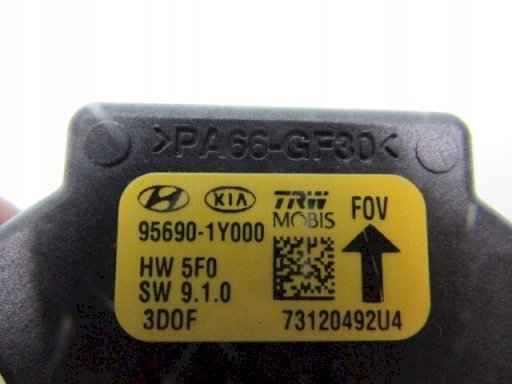 >PA66-GF30<
KIA TRW FOV
MOBIS
95690-1Y000
HW 5F0
SW 9.1.0
3DOF 73120492U4